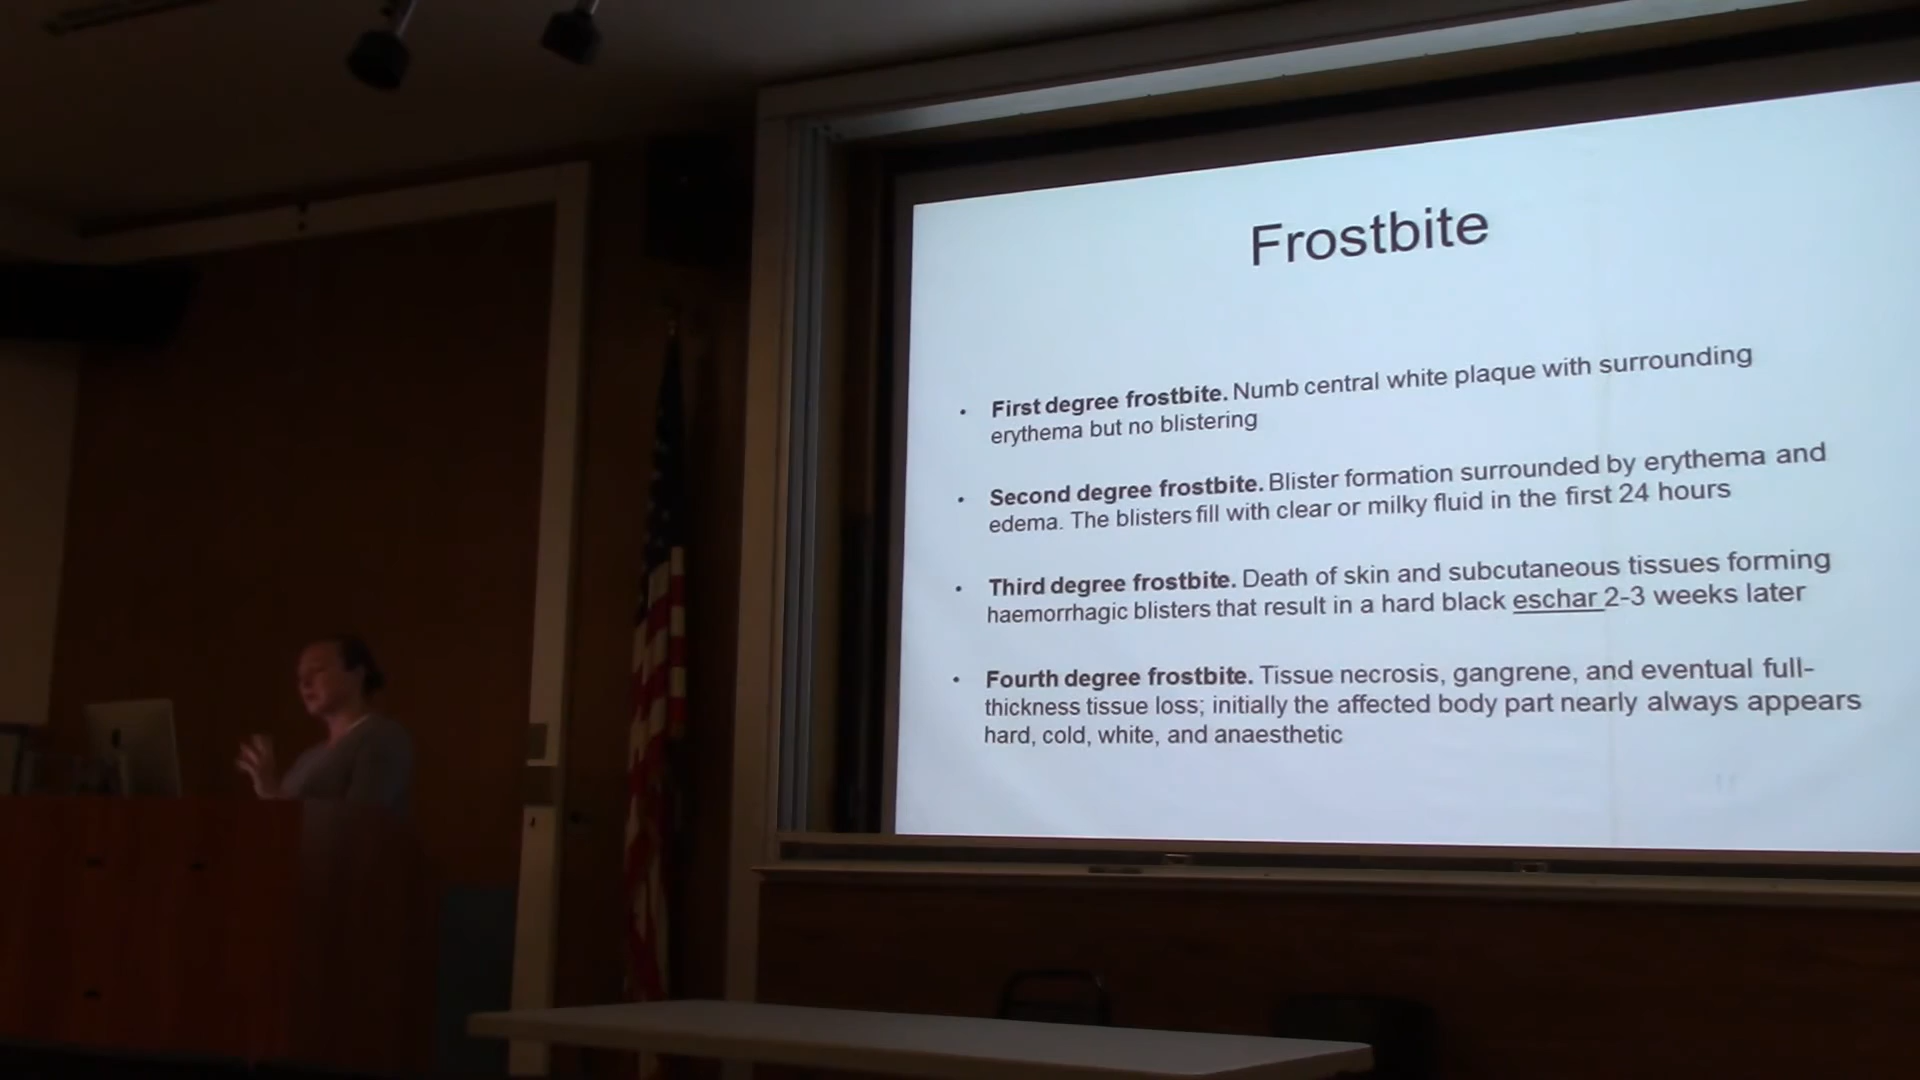 Frostbite
• First degree frostbite. Numb central white plaque with surrounding
erythema but no blistering
• Second degree frostbite. Blister formation surrounded by erythema and
edema. The blisters fill with clear or milky fluid in the first 24 hours
• Third degree frostbite. Death of skin and subcutaneous tissues forming
haemorrhagic blisters that result in a hard black eschar 2-3 weeks later
• Fourth degree frostbite. Tissue necrosis, gangrene, and eventual full-
thickness tissue loss; initially the affected body part nearly always appears
hard, cold, white, and anaesthetic